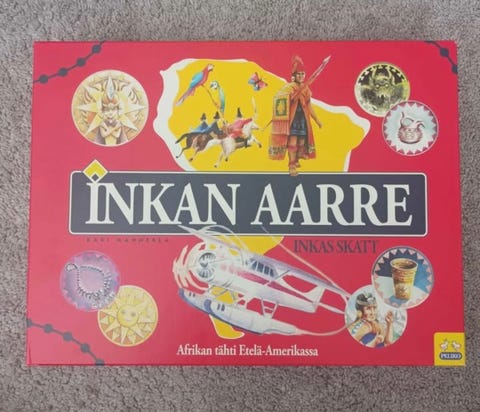 INKAN AARRE
KARI MANNERLA
INKAS SKATT
Afrikan tähti Etelä-Amerikassa
PELIKO